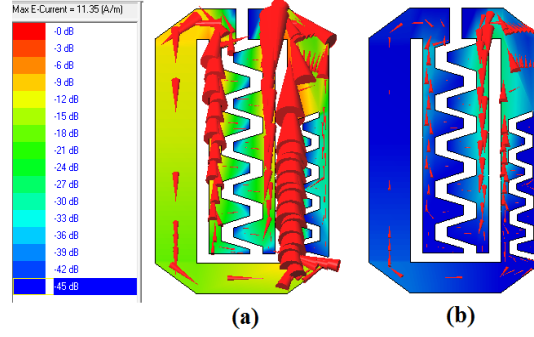 Max E-Current = 11.35 (A/m)
-0 dB
-3 dB
-6 dB
-9 dB
-12 dB
-15 dB
-18 dB
-21 dB
-24 dB
-27 dB
-30 dB
-33 dB
-36 dB
-39 dB
-42 dB
-45 dB
(a)
(b)